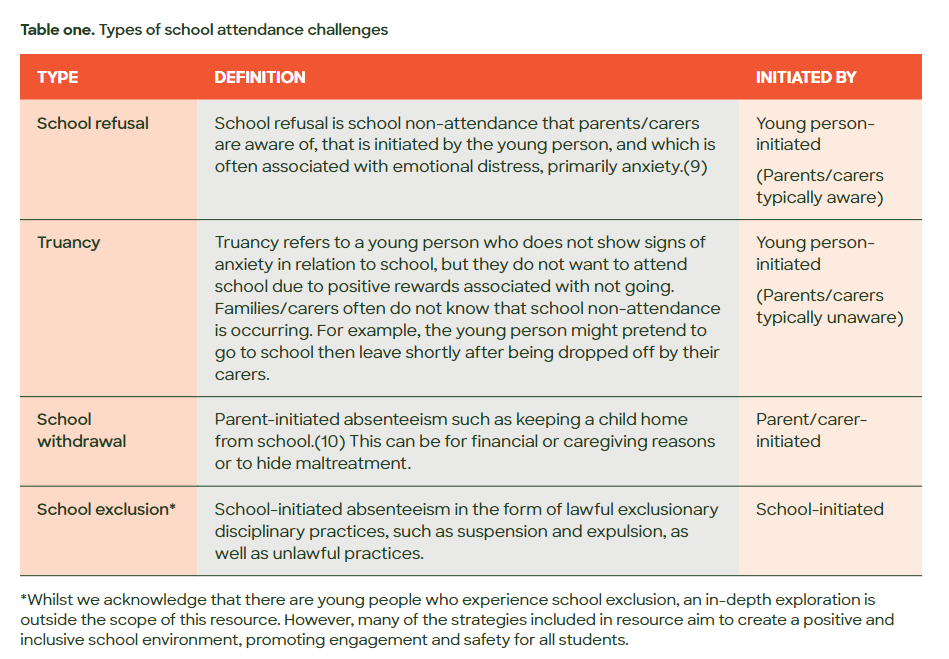 Table one. Types of school attendance challenges
TYPE
DEFINITION
INITIATED BY
School refusal
School refusal is school non-attendance that parents/carers
are aware of, that is initiated by the young person, and which is
often associated with emotional distress, primarily anxiety.(9)
Young person-
initiated
(Parents/carers
typically aware)
Truancy
Truancy refers to a young person who does not show signs of
anxiety in relation to school, but they do not want to attend
school due to positive rewards associated with not going.
Families/carers often do not know that school non-attendance
is occurring. For example, the young person might pretend to
go to school then leave shortly after being dropped off by their
carers.
Young person-
initiated
(Parents/carers
typically unaware)
School
withdrawal
Parent-initiated absenteeism such as keeping a child home
from school.(10) This can be for financial or caregiving reasons
or to hide maltreatment.
Parent/carer-
initiated
School exclusion*
School-initiated absenteeism in the form of lawful exclusionary
disciplinary practices, such as suspension and expulsion, as
well as unlawful practices.
School-initiated
*Whilst we acknowledge that there are young people who experience school exclusion, an in-depth exploration is
outside the scope of this resource. However, many of the strategies included in resource aim to create a positive and
inclusive school environment, promoting engagement and safety for all students.